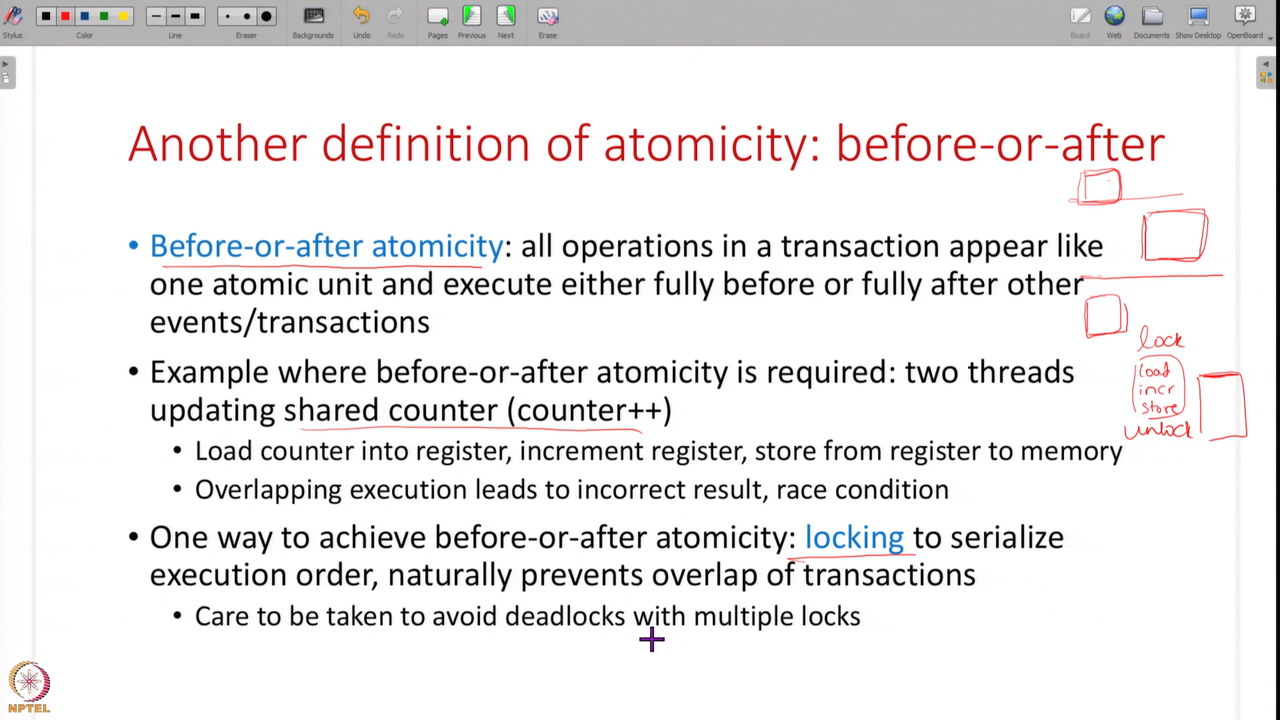 Stylus
Color
Line
Eraser
Backgrounds
Undo
Redo
Pages
Previous
Next
Erase
Board
Web
Documents
Show Desktop
OpenBoard
Another definition of atomicity: before-or-after
• Before-or-after atomicity: all operations in a transaction appear like
one atomic unit and execute either fully before or fully after other
events/transactions
lock
• Example where before-or-after atomicity is required: two threads
updating shared counter (counter++)
load
incr
store
unlock
• Load counter into register, increment register, store from register to memory
• Overlapping execution leads to incorrect result, race condition
• One way to achieve before-or-after atomicity: locking to serialize
execution order, naturally prevents overlap of transactions
• Care to be taken to avoid deadlocks with multiple locks
NPTEL